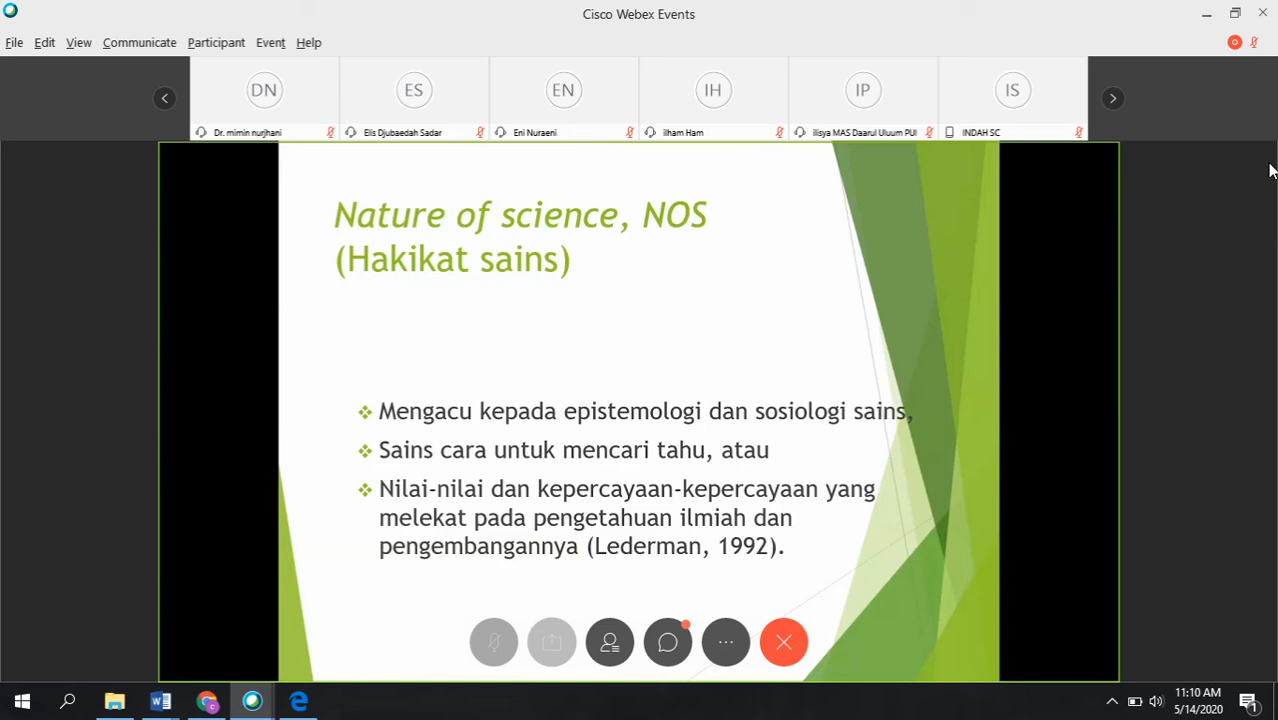 Cisco Webex Events
File Edit View Communicate Participant Event Help
DN ES EN IH IP IS
Dr. mimin nurjhani Elis Djubaedah Sadar Eni Nuraeni ilham Ham ilisya MAS Daarul Uluum PUI INDAH SC
Nature of science, NOS
(Hakikat sains)
Mengacu kepada epistemologi dan sosiologi sains,
Sains cara untuk mencari tahu, atau
Nilai-nilai dan kepercayaan-kepercayaan yang
melekat pada pengetahuan ilmiah dan
pengembangannya (Lederman, 1992).
11:10 AM
5/14/2020
1